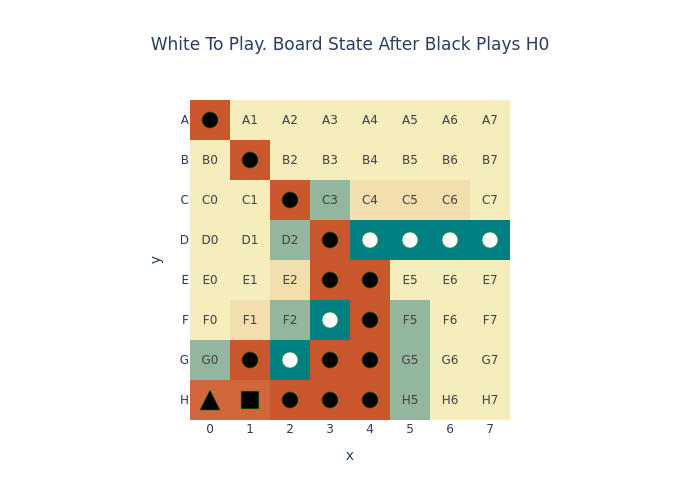 White To Play. Board State After Black Plays H0
A A1 A2 A3 A4 A5 A6 A7
B B0 B2 B3 B4 B5 B6 B7
C C0 C1 C3 C4 C5 C6 C7
D D0 D1 D2
E E0 E1 E2 E5 E6 E7
F F0 F1 F2 F5 F6 F7
G G0 G5 G6 G7
H H5 H6 H7
0 1 2 3 4 5 6 7
x
y